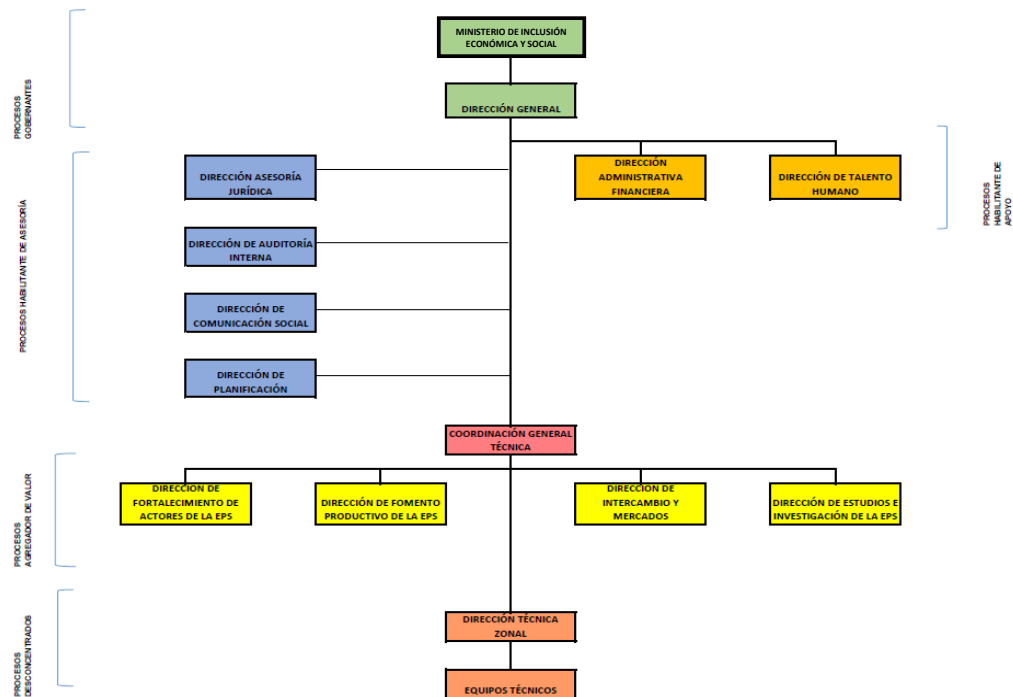 MINISTERIO DE INCLUSIÓN
ECONÓMICA Y SOCIAL
PROCESOS
GOBERNANTES
DIRECCIÓN GENERAL
DIRECCIÓN ASESORÍA
JURÍDICA
DIRECCIÓN
ADMINISTRATIVA
FINANCIERA
DIRECCIÓN DE TALENTO
HUMANO
PROCESOS
HABILITANTE DE
APOYO
PROCESOS HABILITANTE DE ASESORÍA
DIRECCIÓN DE AUDITORÍA
INTERNA
DIRECCIÓN DE
COMUNICACIÓN SOCIAL
DIRECCIÓN DE
PLANIFICACIÓN
COORDINACIÓN GENERAL
TÉCNICA
PROCESOS
AGREGADOR DE VALOR
DIRECCIÓN DE
FORTALECIMIENTO DE
ACTORES DE LA EPS
DIRECCIÓN DE FOMENTO
PRODUCTIVO DE LA EPS
DIRECCIÓN DE
INTERCAMBIO Y
MERCADOS
DIRECCIÓN DE ESTUDIOS E
INVESTIGACIÓN DE LA EPS
PROCESOS
DESCONCENTRADOS
DIRECCIÓN TÉCNICA
ZONAL
EQUIPOS TÉCNICOS